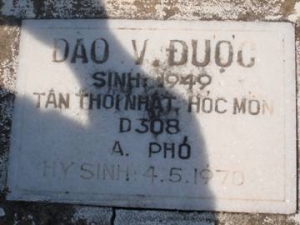 ĐÀO V. ĐƯỢC
SINH: 1949
TÂN THỚI NHẤT, HÓC MÔN
D308
A. PHÓ
HY SINH: 4.5.1970